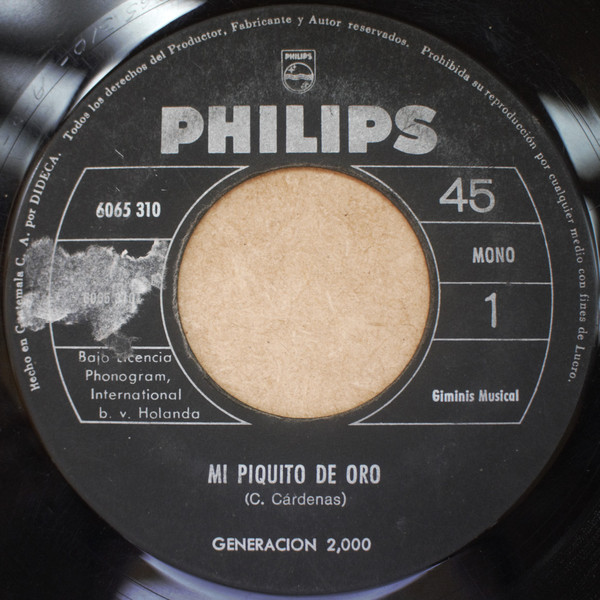 Hecho en Guatemala C. A. por DIDECA. Todos los derechos del Productor, Fabricante y Autor reservados. Prohibida su reproducción por cualquier medio con fines de Lucro.
PHILIPS
PHILIPS
6065 310
45
MONO
6065 310
1
Bajo Licencia
Phonogram,
International
b. v. Holanda
Giminis Musical
MI PIQUITO DE ORO
(C. Cárdenas)
GENERACION 2,000